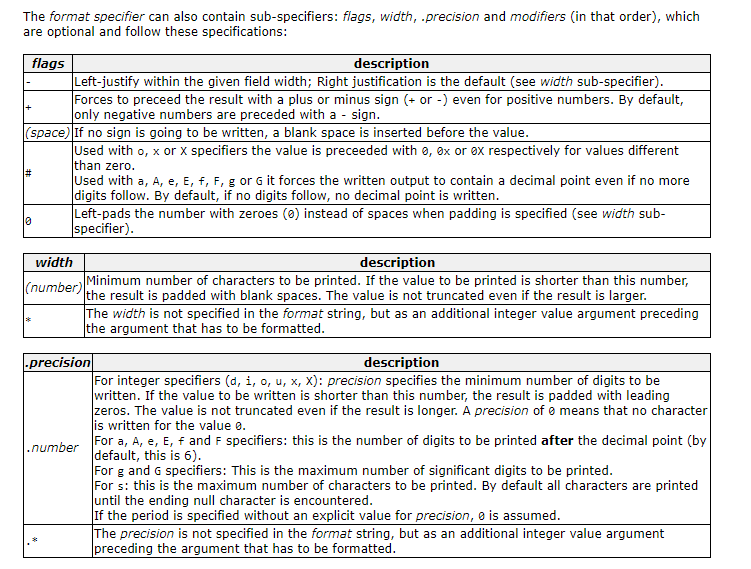 The format specifier can also contain sub-specifiers: flags, width, .precision and modifiers (in that order), which
are optional and follow these specifications:
flags description
- Left-justify within the given field width; Right justification is the default (see width sub-specifier).
+ Forces to preceed the result with a plus or minus sign (+ or -) even for positive numbers. By default,
only negative numbers are preceded with a - sign.
(space) If no sign is going to be written, a blank space is inserted before the value.
# Used with o, x or X specifiers the value is preceeded with 0, 0x or 0X respectively for values different
than zero.
Used with a, A, e, E, f, F, g or G it forces the written output to contain a decimal point even if no more
digits follow. By default, if no digits follow, no decimal point is written.
0 Left-pads the number with zeroes (0) instead of spaces when padding is specified (see width sub-
specifier).
width description
(number) Minimum number of characters to be printed. If the value to be printed is shorter than this number,
the result is padded with blank spaces. The value is not truncated even if the result is larger.
* The width is not specified in the format string, but as an additional integer value argument preceding
the argument that has to be formatted.
.precision description
.number For integer specifiers (d, i, o, u, x, X): precision specifies the minimum number of digits to be
written. If the value to be written is shorter than this number, the result is padded with leading
zeros. The value is not truncated even if the result is longer. A precision of 0 means that no character
is written for the value 0.
For a, A, e, E, f and F specifiers: this is the number of digits to be printed after the decimal point (by
default, this is 6).
For g and G specifiers: This is the maximum number of significant digits to be printed.
For s: this is the maximum number of characters to be printed. By default all characters are printed
until the ending null character is encountered.
If the period is specified without an explicit value for precision, 0 is assumed.
.* The precision is not specified in the format string, but as an additional integer value argument
preceding the argument that has to be formatted.